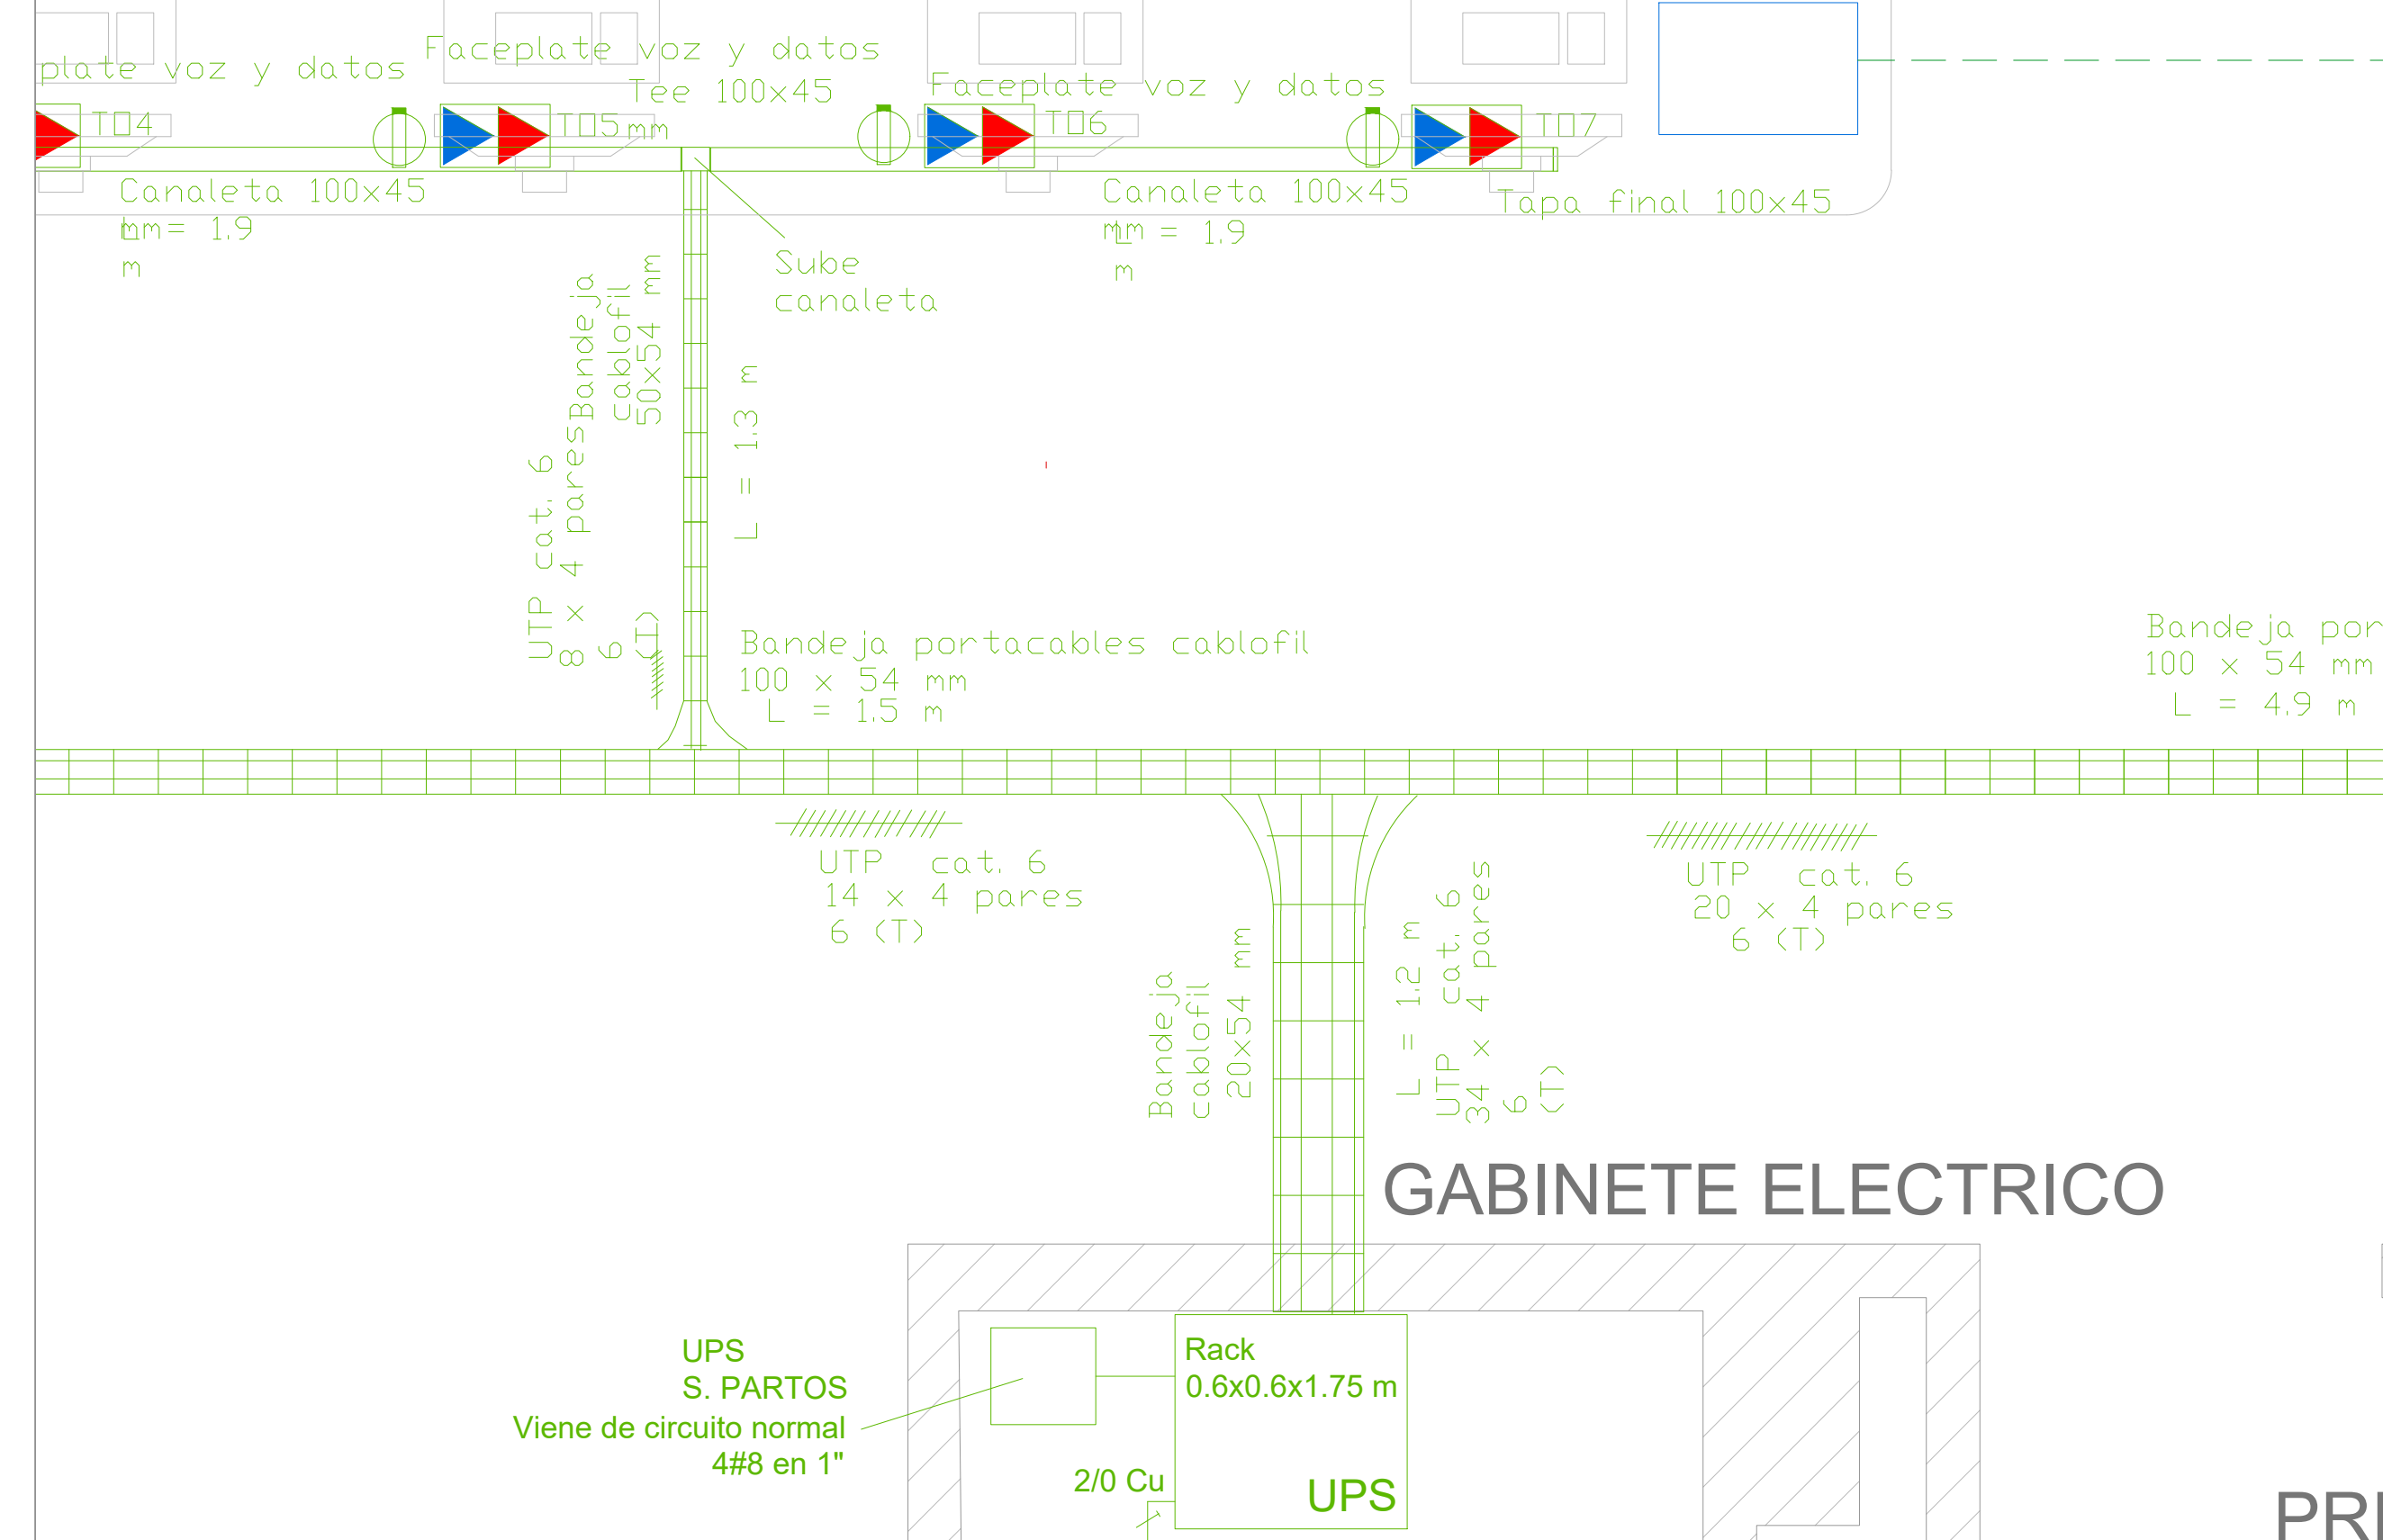 Faceplate voz y datos
plate voz y datos
Tee 100x45
mm
Faceplate voz y datos
T04
T05
T06
T07
Canaleta 100x45
mm
L = 1.9
m
Sube
canaleta
Canaleta 100x45
mm
L = 1.9
m
Tapa final 100x45
Bandeja
cablofil
50x54 mm
L = 1.3 m
UTP cat. 6
8 x 4 pares
6
(T)
Bandeja portacables cablofil
100 x 54 mm
L = 1.5 m
Bandeja por
100 x 54 mm
L = 4.9 m
UTP cat. 6
14 x 4 pares
6 (T)
UTP cat. 6
20 x 4 pares
6 (T)
Bandeja
cablofil
20x54 mm
L = 1.2 m
UTP cat. 6
34 x 4 pares
6
(T)
GABINETE ELECTRICO
UPS
S. PARTOS
Viene de circuito normal
4#8 en 1"
Rack
0.6x0.6x1.75 m
2/0 Cu
UPS